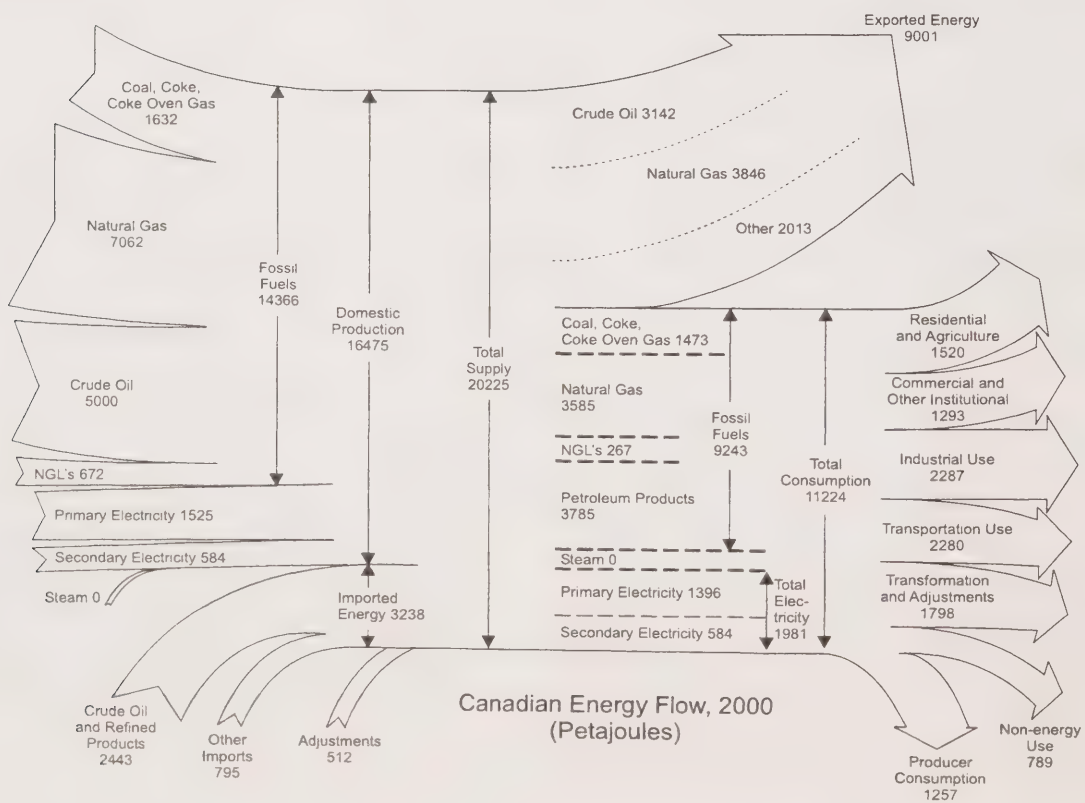 Exported Energy
9001
Coal, Coke,
Coke Oven Gas
1632
Natural Gas
7062
Crude Oil
5000
NGL's 672
Primary Electricity 1525
Secondary Electricity 584
Steam 0
Fossil
Fuels
14366
Domestic
Production
16475
Total
Supply
20225
Imported
Energy 3238
Crude Oil
and Refined
Products
2443
Other
Imports
795
Adjustments
512
Crude Oil 3142
Natural Gas 3846
Other 2013
Coal, Coke,
Coke Oven Gas 1473
Natural Gas
3585
NGL's 267
Petroleum Products
3785
Steam 0
Primary Electricity 1396
Secondary Electricity 584
Fossil
Fuels
9243
Total
Elec-
tricity
1981
Total
Consumption
11224
Residential
and Agriculture
1520
Commercial and
Other Institutional
1293
Industrial Use
2287
Transportation Use
2280
Transformation
and Adjustments
1798
Non-energy
Use
789
Producer
Consumption
1257
Canadian Energy Flow, 2000
(Petajoules)